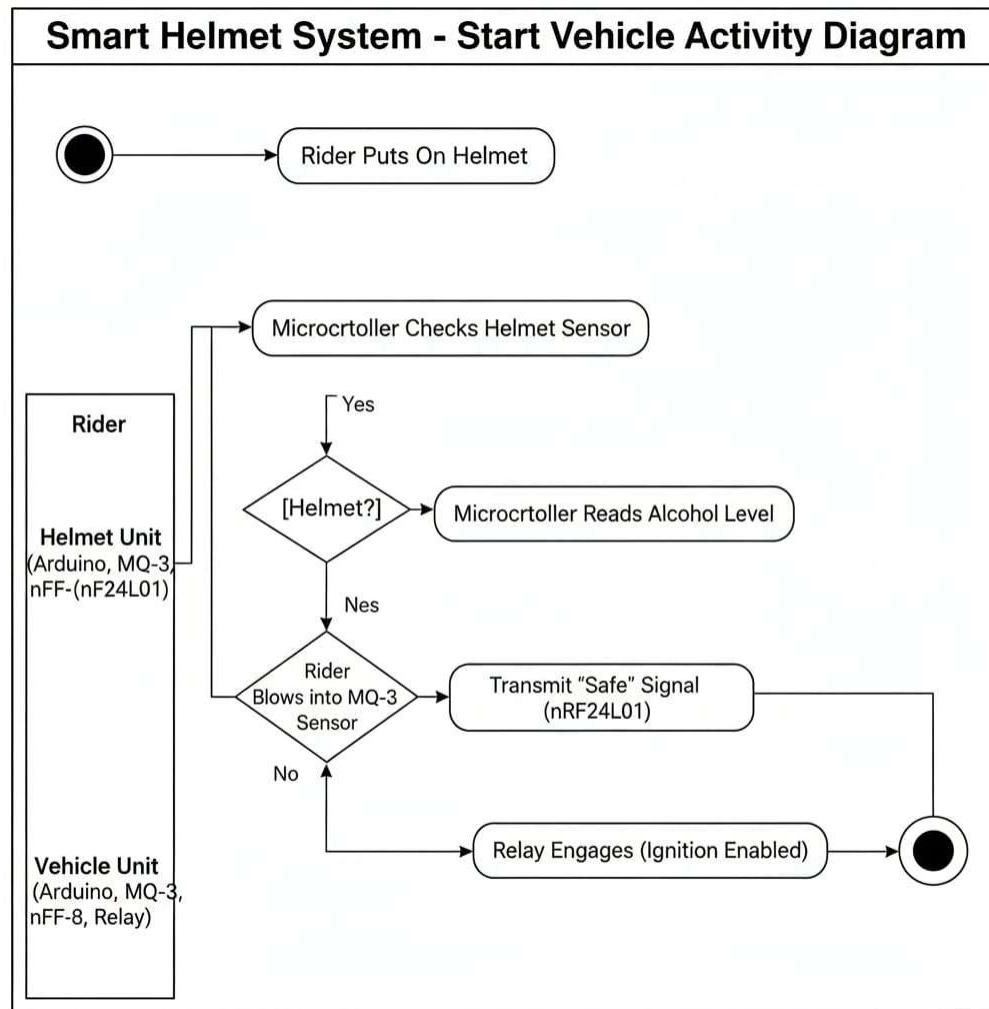 Smart Helmet System - Start Vehicle Activity Diagram
Rider Puts On Helmet
Microcrtoller Checks Helmet Sensor
Rider
Yes
[Helmet?]
Microcrtoller Reads Alcohol Level
Helmet Unit
(Arduino, MQ-3,
nFF-(nF24L01)
Nes
Rider
Blows into MQ-3
Sensor
Transmit “Safe” Signal
(nRF24L01)
No
Relay Engages (Ignition Enabled)
Vehicle Unit
(Arduino, MQ-3,
nFF-8, Relay)